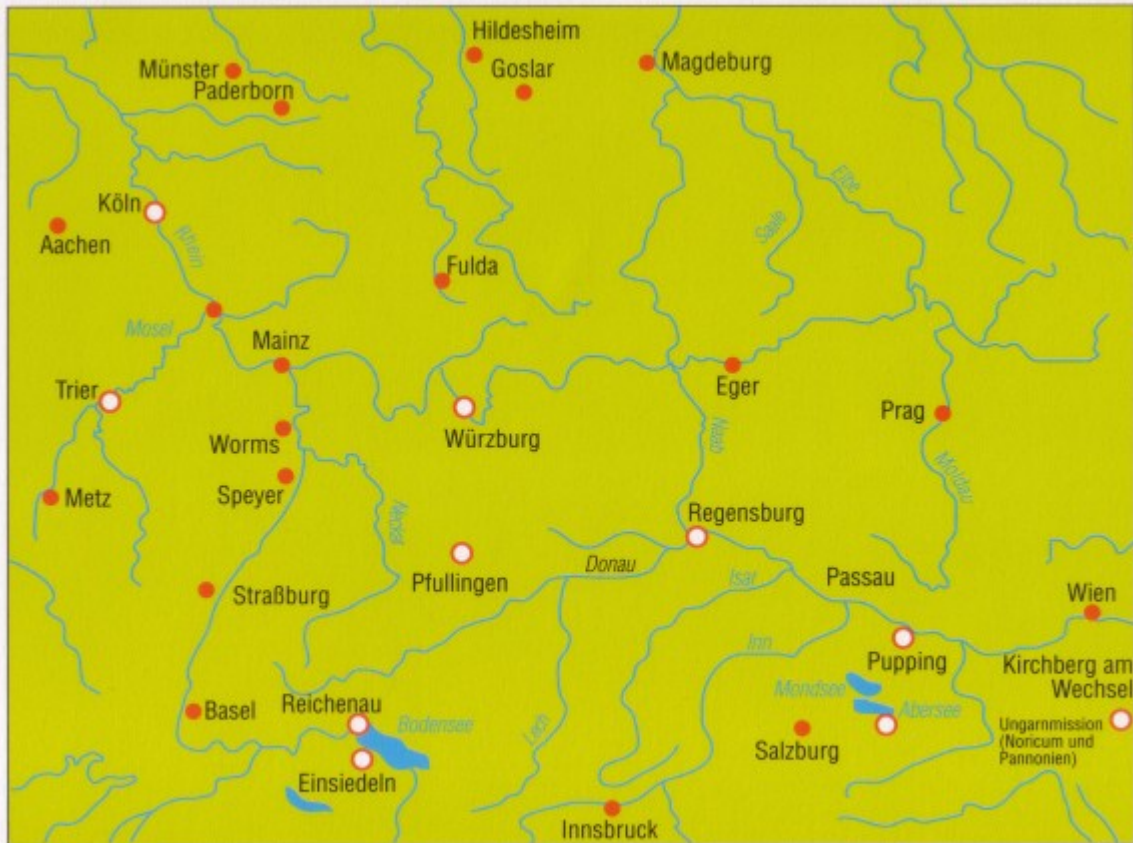 Hildesheim
Münster
Goslar
Magdeburg
Paderborn
Elbe
Köln
Saale
Aachen
Rhein
Fulda
Mosel
Mainz
Trier
Eger
Prag
Worms
Würzburg
Naab
Metz
Speyer
Moldau
Neckar
Regensburg
Pfullingen
Donau
Isar
Passau
Straßburg
Wien
Inn
Pupping
Kirchberg am
Wechsel
Mondsee
Reichenau
Basel
Bodensee
Lech
Abersee
Ungarnmission
(Noricum und
Pannonien)
Salzburg
Einsiedeln
Innsbruck